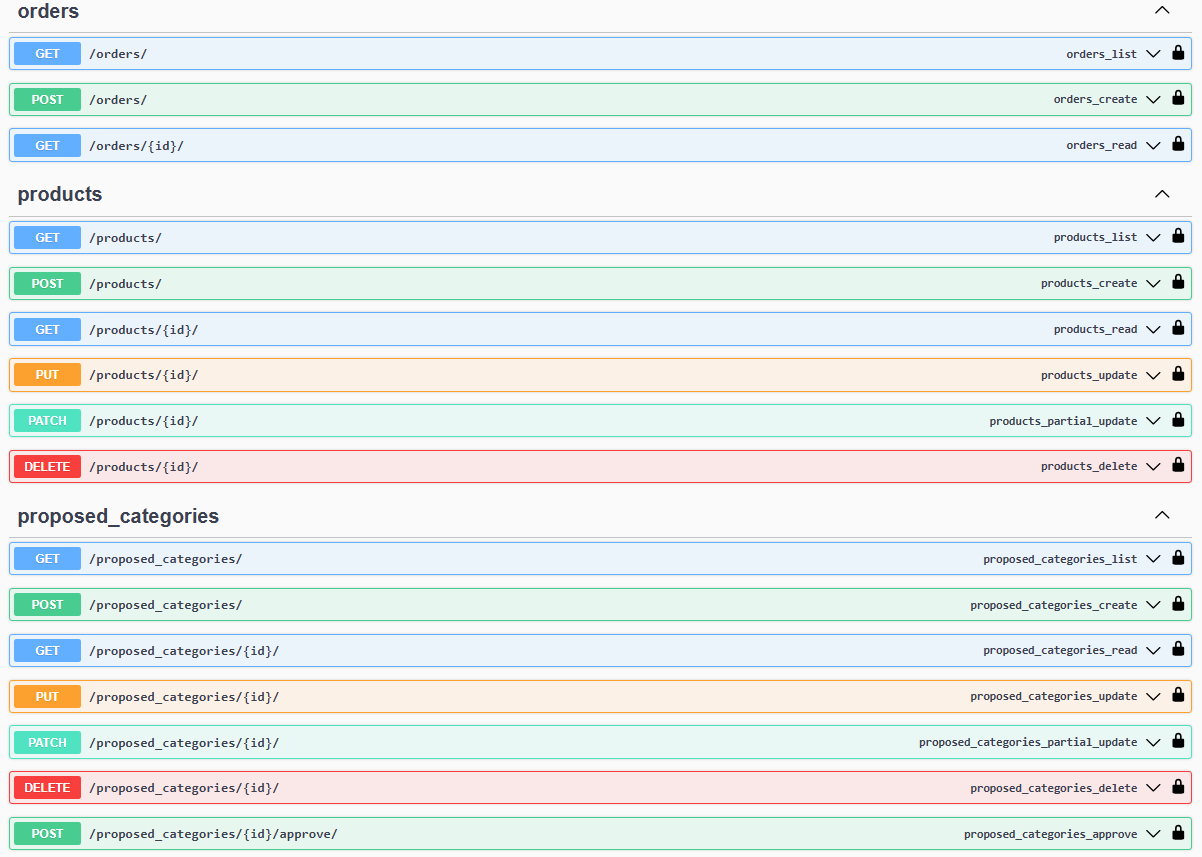 orders
GET /orders/ orders_list
POST /orders/ orders_create
GET /orders/{id}/ orders_read
products
GET /products/ products_list
POST /products/ products_create
GET /products/{id}/ products_read
PUT /products/{id}/ products_update
PATCH /products/{id}/ products_partial_update
DELETE /products/{id}/ products_delete
proposed_categories
GET /proposed_categories/ proposed_categories_list
POST /proposed_categories/ proposed_categories_create
GET /proposed_categories/{id}/ proposed_categories_read
PUT /proposed_categories/{id}/ proposed_categories_update
PATCH /proposed_categories/{id}/ proposed_categories_partial_update
DELETE /proposed_categories/{id}/ proposed_categories_delete
POST /proposed_categories/{id}/approve/ proposed_categories_approve